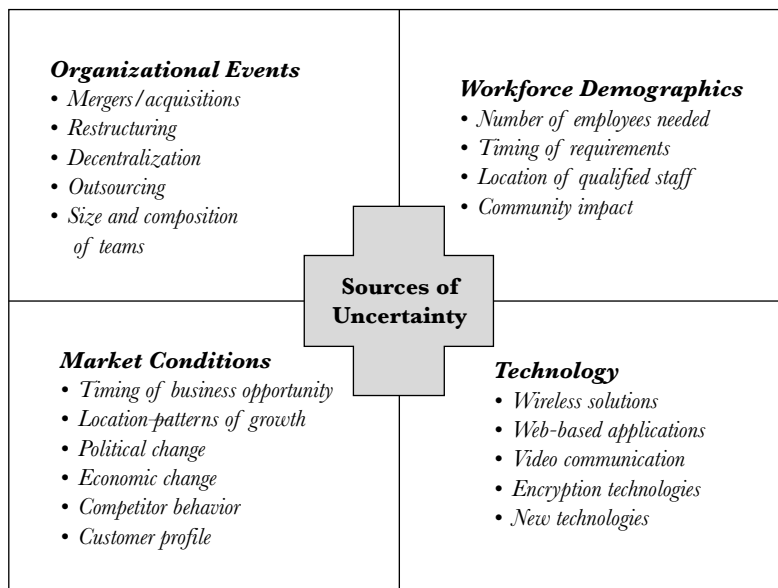 Organizational Events
• Mergers/acquisitions
• Restructuring
• Decentralization
• Outsourcing
• Size and composition
of teams
Workforce Demographics
• Number of employees needed
• Timing of requirements
• Location of qualified staff
• Community impact
Sources of
Uncertainty
Market Conditions
• Timing of business opportunity
• Location-patterns of growth
• Political change
• Economic change
• Competitor behavior
• Customer profile
Technology
• Wireless solutions
• Web-based applications
• Video communication
• Encryption technologies
• New technologies